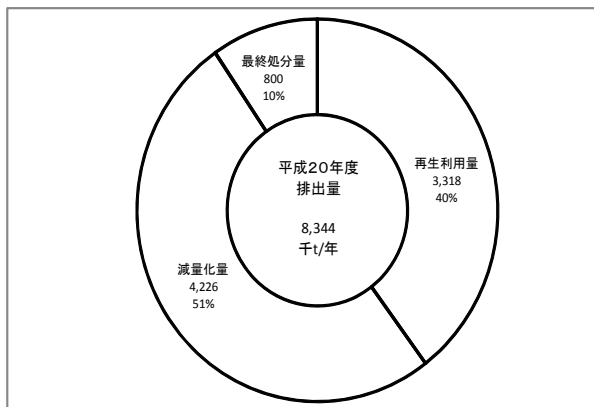 最終処分量
800
10%
平成20年度
排出量
8,344
千t/年
再生利用量
3,318
40%
減量化量
4,226
51%